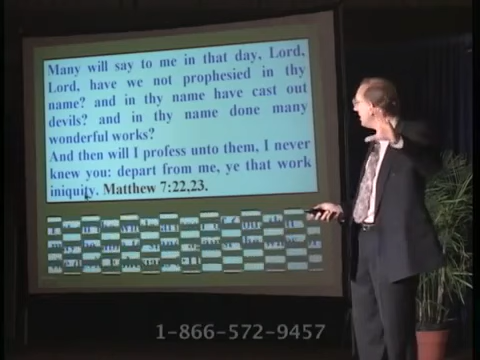 Many will say to me in that day, Lord,
Lord, have we not prophesied in thy
name? and in thy name have cast out
devils? and in thy name done many
wonderful works?
And then will I profess unto them, I never
knew you: depart from me, ye that work
iniquity. Matthew 7:22,23.
1-866-572-9457